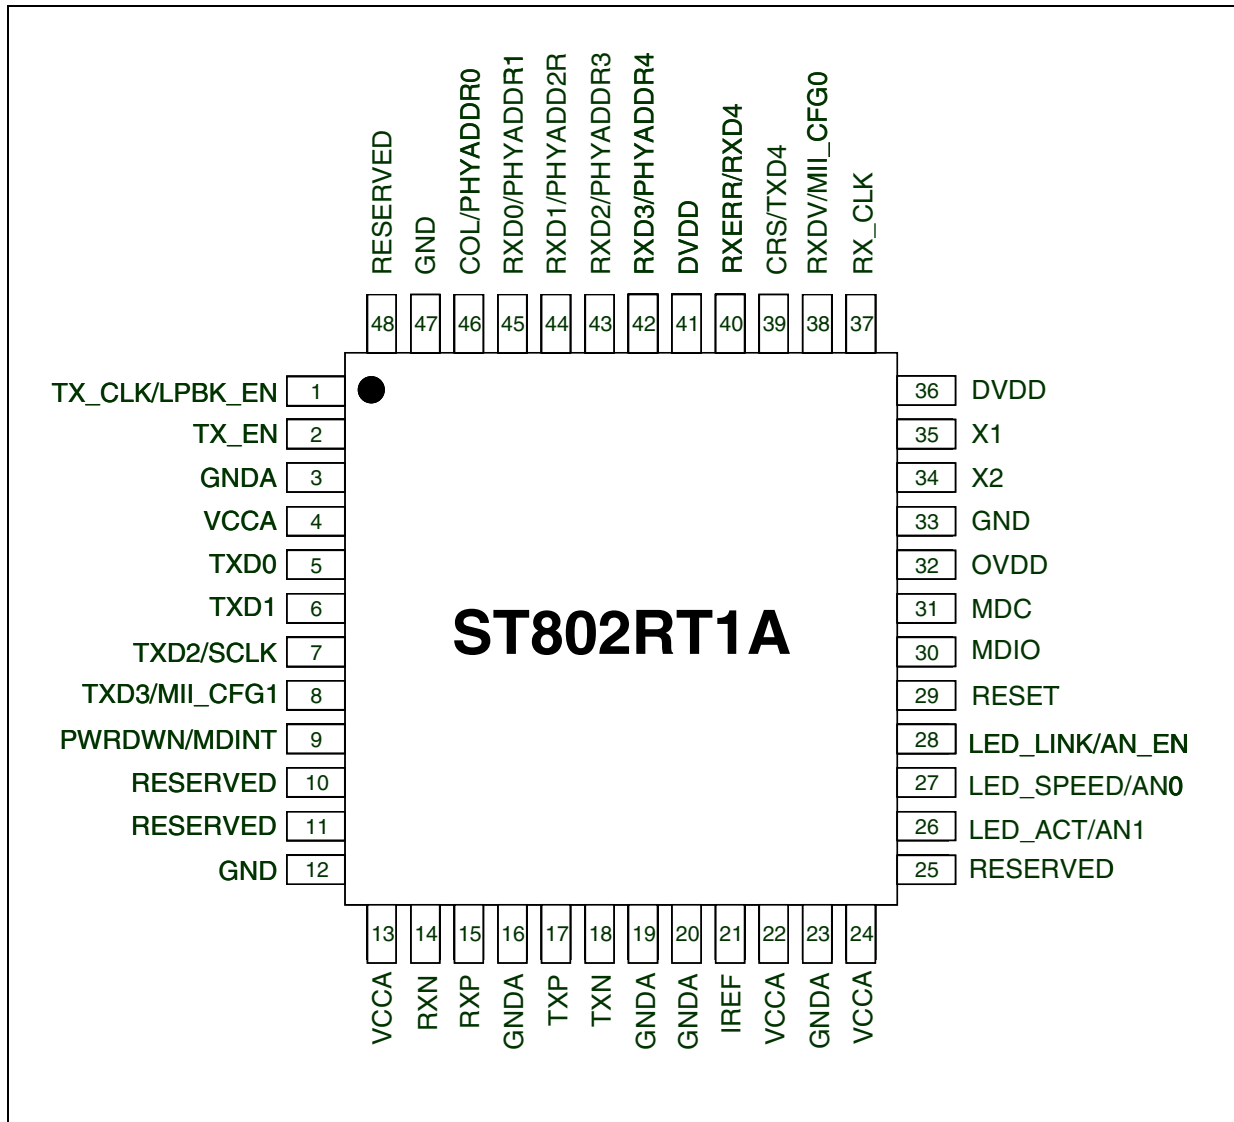 RESERVED
GND
COL/PHYADDR0
RXD0/PHYADDR1
RXD1/PHYADD2R
RXD2/PHYADDR3
RXD3/PHYADDR4
DVDD
RXERR/RXD4
CRS/TXD4
RXDV/MII_CFG0
RX_CLK
48 47 46 45 44 43 42 41 40 39 38 37
TX_CLK/LPBK_EN 1
TX_EN 2
GNDA 3
VCCA 4
TXD0 5
TXD1 6
TXD2/SCLK 7
TXD3/MII_CFG1 8
PWRDWN/MDINT 9
RESERVED 10
RESERVED 11
GND 12
ST802RT1A
36 DVDD
35 X1
34 X2
33 GND
32 OVDD
31 MDC
30 MDIO
29 RESET
28 LED_LINK/AN_EN
27 LED_SPEED/AN0
26 LED_ACT/AN1
25 RESERVED
13 14 15 16 17 18 19 20 21 22 23 24
VCCA
RXN
RXP
GNDA
TXP
TXN
GNDA
GNDA
IREF
VCCA
GNDA
VCCA